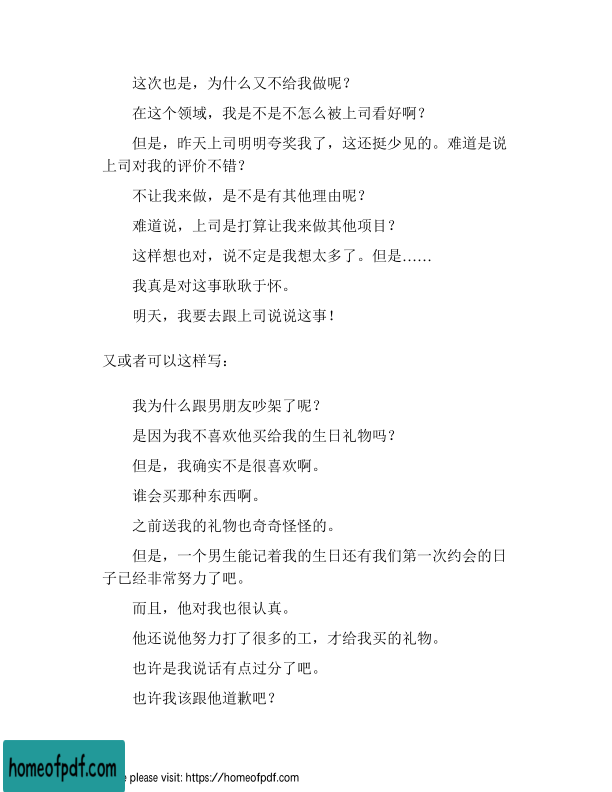 这次也是，为什么又不给我做呢？
在这个领域，我是不是不怎么被上司看好啊？
但是，昨天上司明明夸奖我了，这还挺少见的。难道是说
上司对我的评价不错？
不让我来做，是不是有其他理由呢？
难道说，上司是打算让我来做其他项目？
这样想也对，说不定是我想太多了。但是……
我真是对这事耿耿于怀。
明天，我要去跟上司说说这事！
又或者可以这样写：
我为什么跟男朋友吵架了呢？
是因为我不喜欢他买给我的生日礼物吗？
但是，我确实不是很喜欢啊。
谁会买那种东西啊。
之前送我的礼物也奇奇怪怪的。
但是，一个男生能记着我的生日还有我们第一次约会的日
子已经非常努力了吧。
而且，他对我也很认真。
他还说他努力打了很多的工，才给我买的礼物。
也许是我说话有点过分了吧。
也许我该跟他道歉吧？
homeofpdf.com
please visit: https://homeofpdf.com